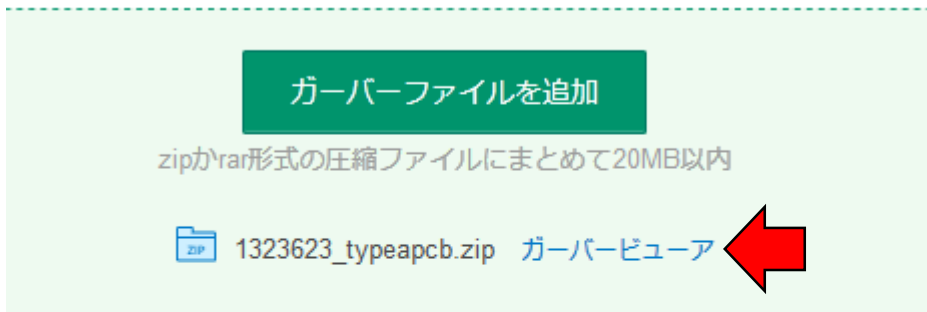 ガーバーファイルを追加
zipかrar形式の圧縮ファイルにまとめて20MB以内
ZIP 1323623_typeapcb.zip ガーバービューア